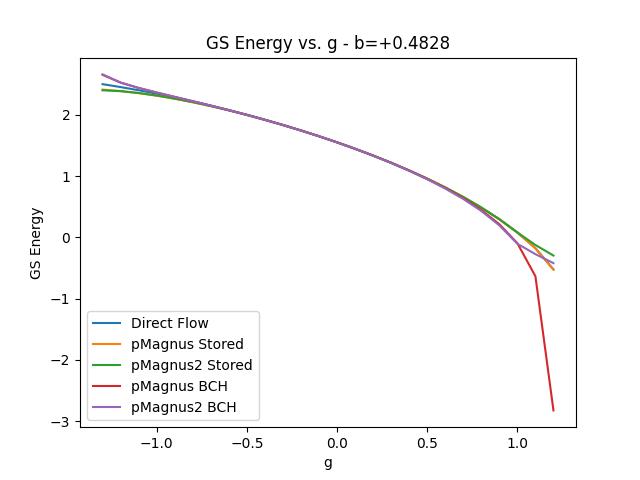 GS Energy vs. g - b=+0.4828
GS Energy
2
1
0
−1
−2
−3
Direct Flow
pMagnus Stored
pMagnus2 Stored
pMagnus BCH
pMagnus2 BCH
−1.0
−0.5
0.0
0.5
1.0
g